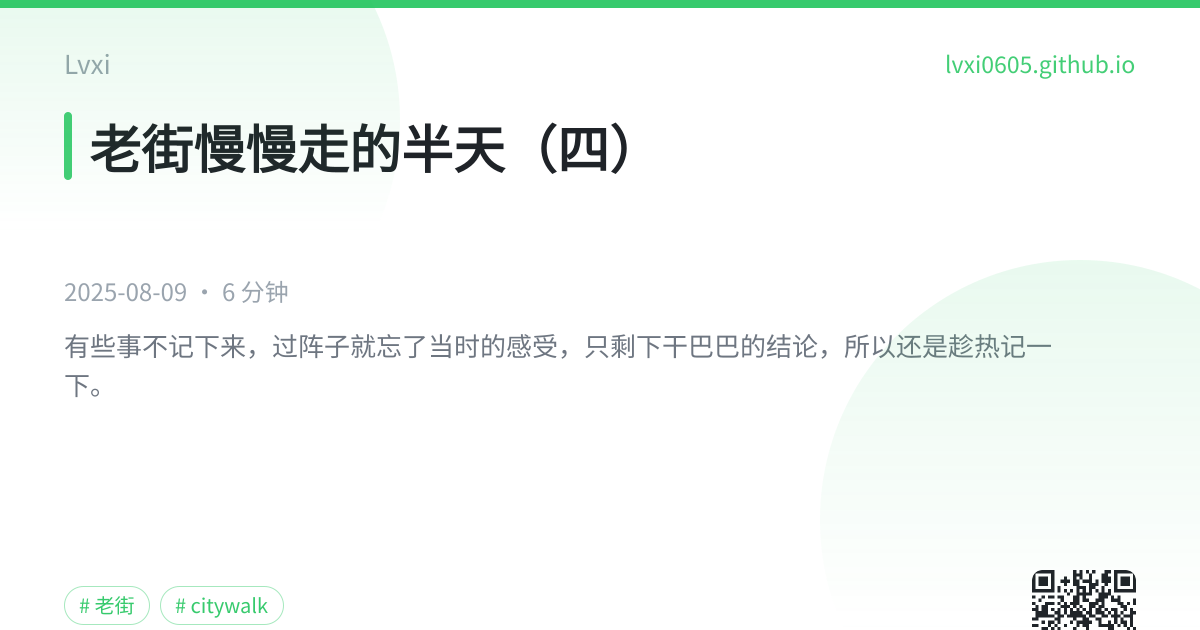 Lvxi
lvxi0605.github.io
老街慢慢走的半天（四）
2025-08-09 · 6 分钟
有些事不记下来，过阵子就忘了当时的感受，只剩下干巴巴的结论，所以还是趁热记一
下。
# 老街
# citywalk